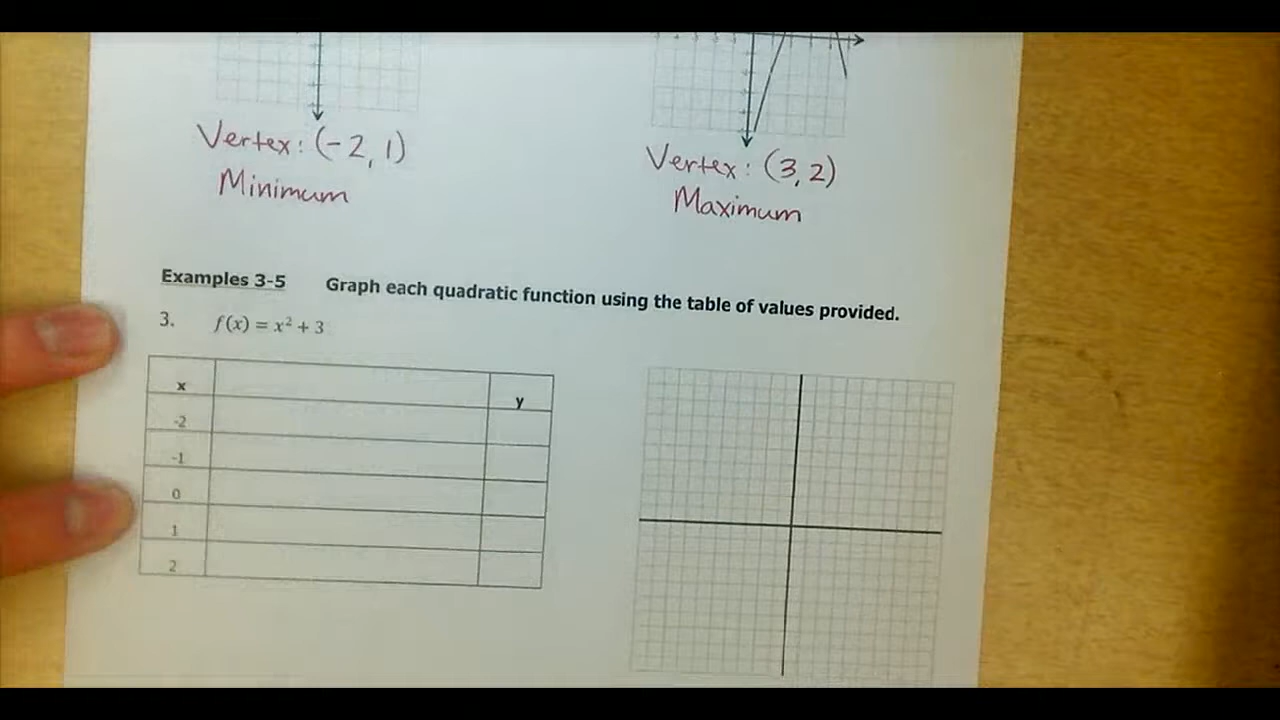 Vertex: (-2, 1)
Minimum
Vertex: (3, 2)
Maximum
Examples 3-5 Graph each quadratic function using the table of values provided.
3. f(x) = x² + 3
x y
-2
-1
0
1
2